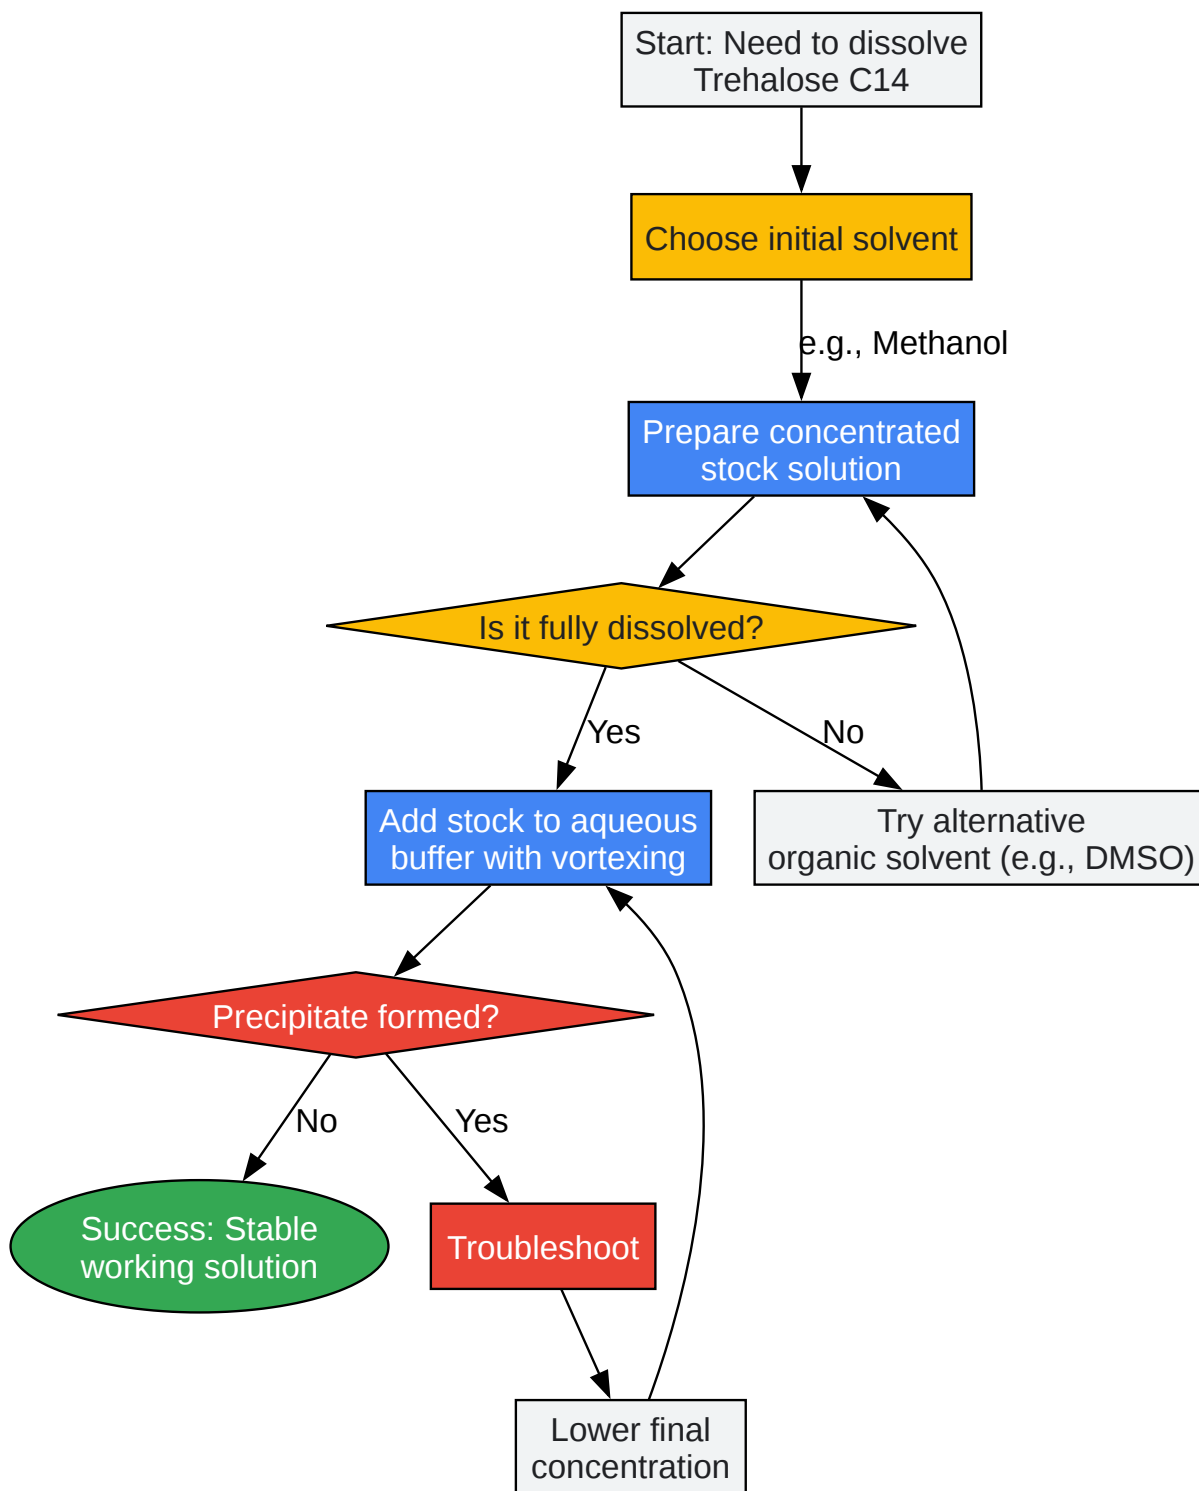 Start: Need to dissolve
Trehalose C14
Choose initial solvent
e.g., Methanol
Prepare concentrated
stock solution
Is it fully dissolved?
Yes
No
Add stock to aqueous
buffer with vortexing
Try alternative
organic solvent (e.g., DMSO)
Precipitate formed?
No
Yes
Success: Stable
working solution
Troubleshoot
Lower final
concentration